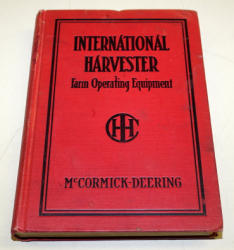 INTERNATIONAL
HARVESTER
Farm Operating Equipment
IHC
MCCORMICK-DEERING